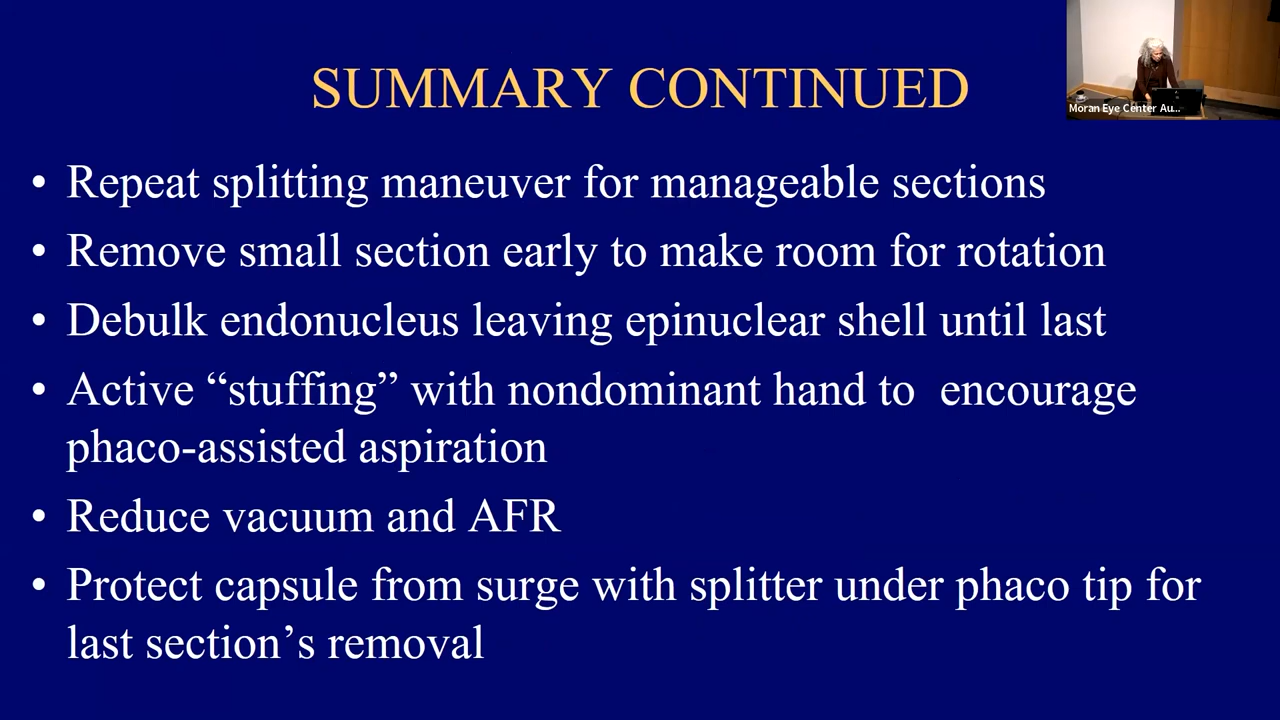 SUMMARY CONTINUED
Moran Eye Center Au...
• Repeat splitting maneuver for manageable sections
• Remove small section early to make room for rotation
• Debulk endonucleus leaving epinuclear shell until last
• Active “stuffing” with nondominant hand to encourage
phaco-assisted aspiration
• Reduce vacuum and AFR
• Protect capsule from surge with splitter under phaco tip for
last section’s removal